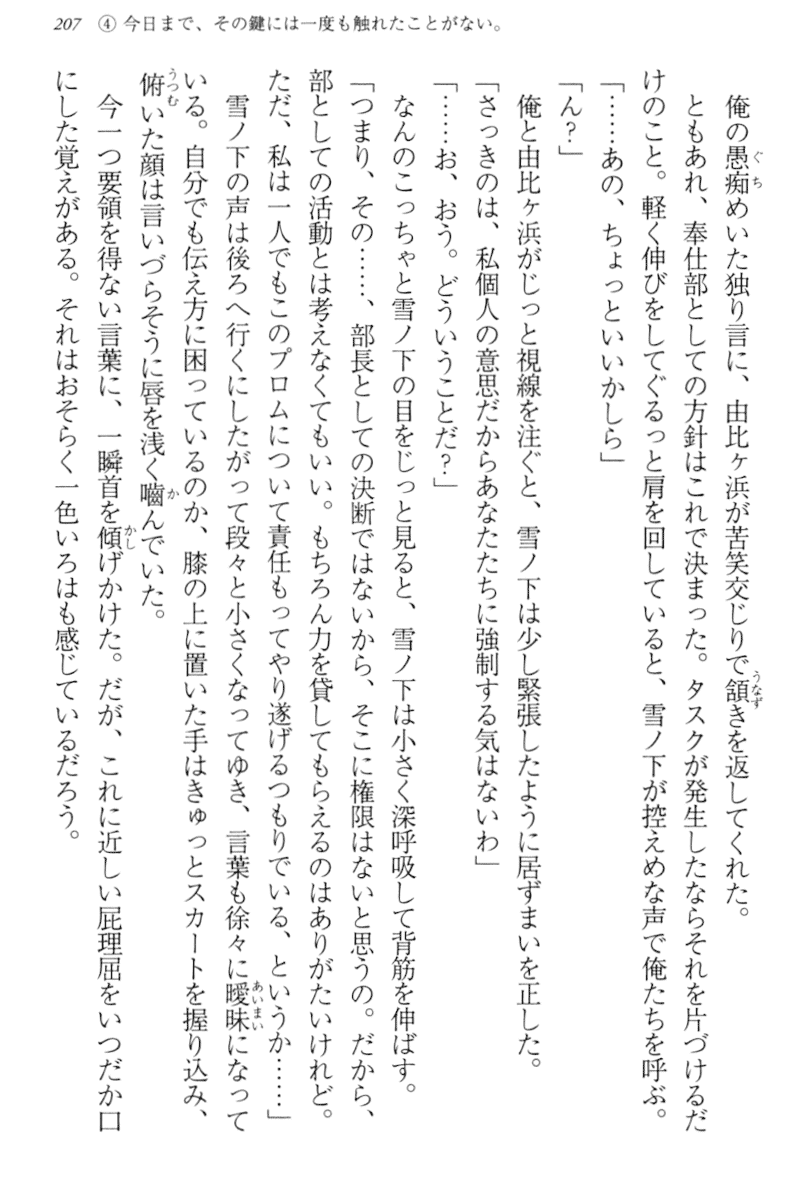 207 ④ 今日まで、その鍵には一度も触れたことがない。
俺の愚痴めいた独り言に、由比ヶ浜が苦笑交じりで頷きを返してくれた。
ともあれ、奉仕部としての方針はこれで決まった。タスクが発生したならそれを片づけるだ
けのこと。軽く伸びをしてぐるっと肩を回していると、雪ノ下が控えめな声で俺たちを呼ぶ。
「……あの、ちょっといいかしら」
「ん?」
俺と由比ヶ浜がじっと視線を注ぐと、雪ノ下は少し緊張したように居ずまいを正した。
「さっきのは、私個人の意思だからあなたたちに強制する気はないわ」
「……お、おう。どういうことだ?」
なんのこっちゃと雪ノ下の目をじっと見ると、雪ノ下は小さく深呼吸して背筋を伸ばす。
「つまり、その……、部長としての決断ではないから、そこに権限はないと思うの。だから、
部としての活動とは考えなくてもいい。もちろん力を貸してもらえるのはありがたいけれど。
ただ、私は一人でもこのプロムについて責任もってやり遂げるつもりでいる、というか……」
雪ノ下の声は後ろへ行くにしたがって段々と小さくなってゆき、言葉も徐々に曖昧になって
いる。自分でも伝え方に困っているのか、膝の上に置いた手はきゅっとスカートを握り込み、
俯いた顔は言いづらそうに唇を浅く嚙んでいた。
今一つ要領を得ない言葉に、一瞬首を傾げかけた。だが、これに近しい屁理屈をいつだか口
にした覚えがある。それはおそらく一色いろはも感じているだろう。